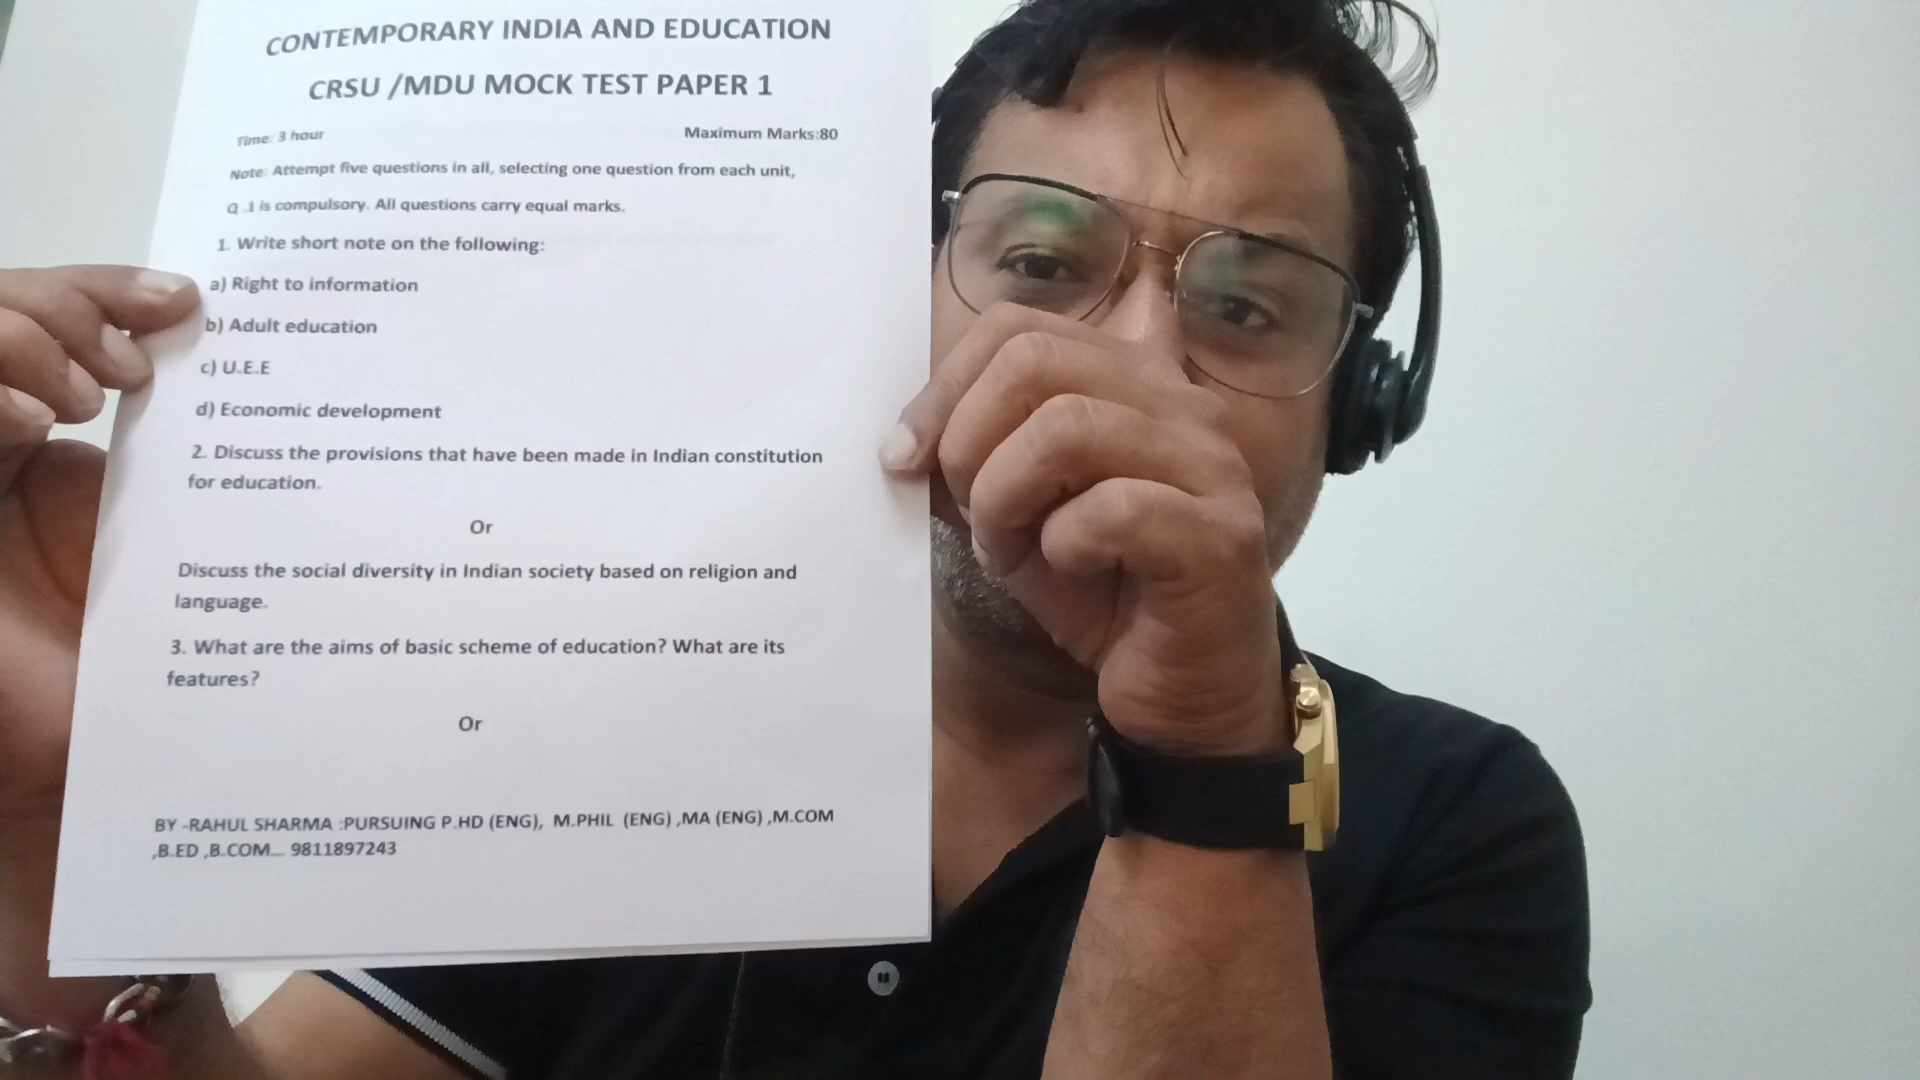 CONTEMPORARY INDIA AND EDUCATION
CRSU /MDU MOCK TEST PAPER 1
Time: 3 hour Maximum Marks:80
Note: Attempt five questions in all, selecting one question from each unit,
Q .1 is compulsory. All questions carry equal marks.
1. Write short note on the following:
a) Right to information
b) Adult education
c) U.E.E
d) Economic development
2. Discuss the provisions that have been made in Indian constitution
for education.
Or
Discuss the social diversity in Indian society based on religion and
language.
3. What are the aims of basic scheme of education? What are its
features?
Or
BY -RAHUL SHARMA :PURSUING P.HD (ENG), M.PHIL (ENG) ,MA (ENG) ,M.COM
,B.ED ,B.COM... 9811897243